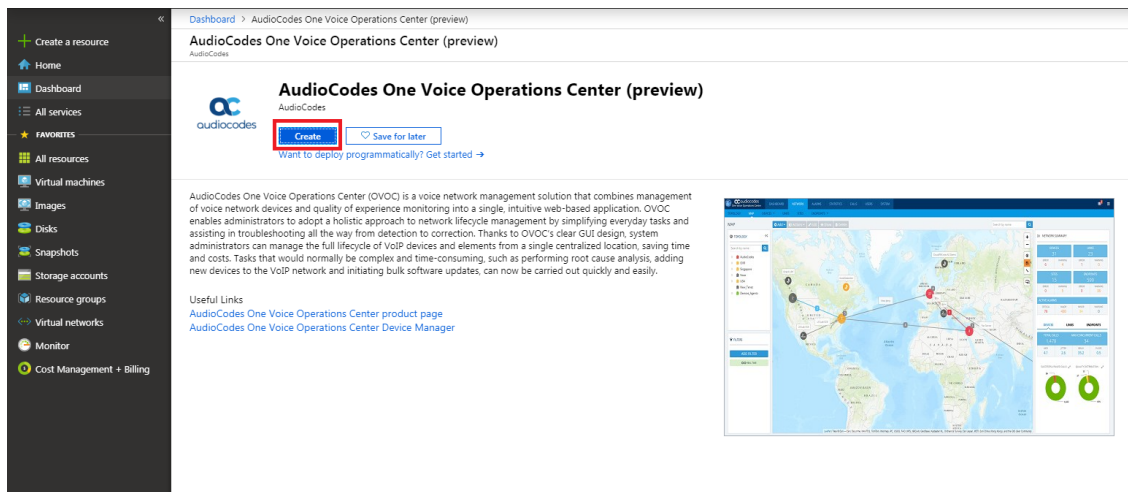 «
Dashboard > AudioCodes One Voice Operations Center (preview)
Create a resource
Home
Dashboard
All services
FAVORITES
All resources
Virtual machines
Images
Disks
Snapshots
Storage accounts
Resource groups
Virtual networks
Monitor
Cost Management + Billing
AudioCodes One Voice Operations Center (preview)
AudioCodes
audiocodes
AudioCodes One Voice Operations Center (preview)
AudioCodes
Create
Save for later
Want to deploy programmatically? Get started →
AudioCodes One Voice Operations Center (OVOC) is a voice network management solution that combines management
of voice network devices and quality of experience monitoring into a single, intuitive web-based application. OVOC
enables administrators to adopt a holistic approach to network lifecycle management by simplifying everyday tasks and
assisting in troubleshooting all the way from detection to correction. Thanks to OVOC's clear GUI design, system
administrators can manage the full lifecycle of VoIP devices and elements from a single centralized location, saving time
and costs. Tasks that would normally be complex and time-consuming, such as performing root cause analysis, adding
new devices to the VoIP network and initiating bulk software updates, can now be carried out quickly and easily.
Useful Links
AudioCodes One Voice Operations Center product page
AudioCodes One Voice Operations Center Device Manager